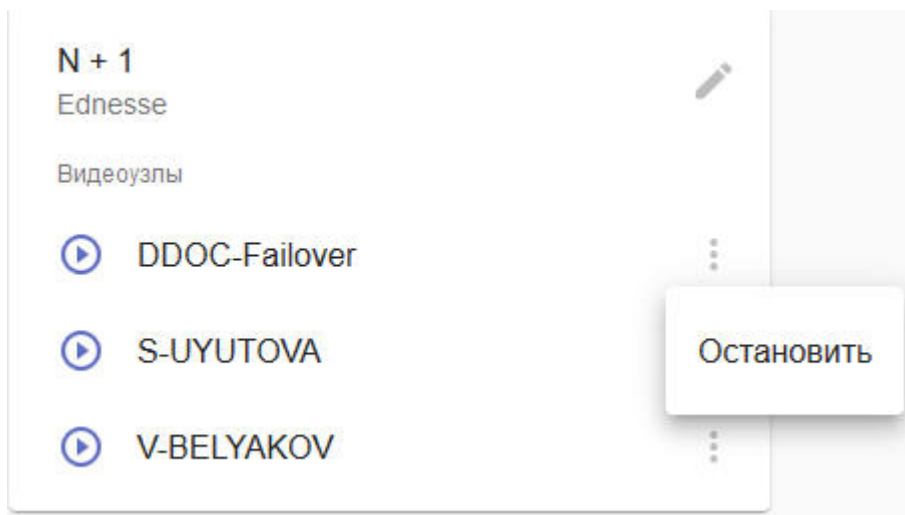 N + 1
Ednesse
Видеоузлы
DDOC-Failover
S-UYUTOVA
Остановить
V-BELYAKOV